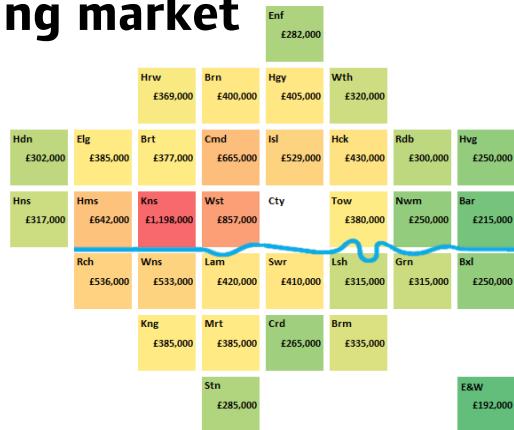 ng market
Enf
£282,000
Hrw Brn Hgy Wth
£369,000 £400,000 £405,000 £320,000
Hdn Elg Brt Cmd Isl Hck Rdb Hvg
£302,000 £385,000 £377,000 £665,000 £529,000 £430,000 £300,000 £250,000
Hns Hms Kns Wst Cty Tow Nwm Bar
£317,000 £642,000 £1,198,000 £857,000 £380,000 £250,000 £215,000
Rch Wns Lam Swr Lsh Grn Bxl
£536,000 £533,000 £420,000 £410,000 £315,000 £315,000 £250,000
Kng Mrt Crd Brm
£385,000 £385,000 £265,000 £335,000
Stn E&W
£285,000 £192,000